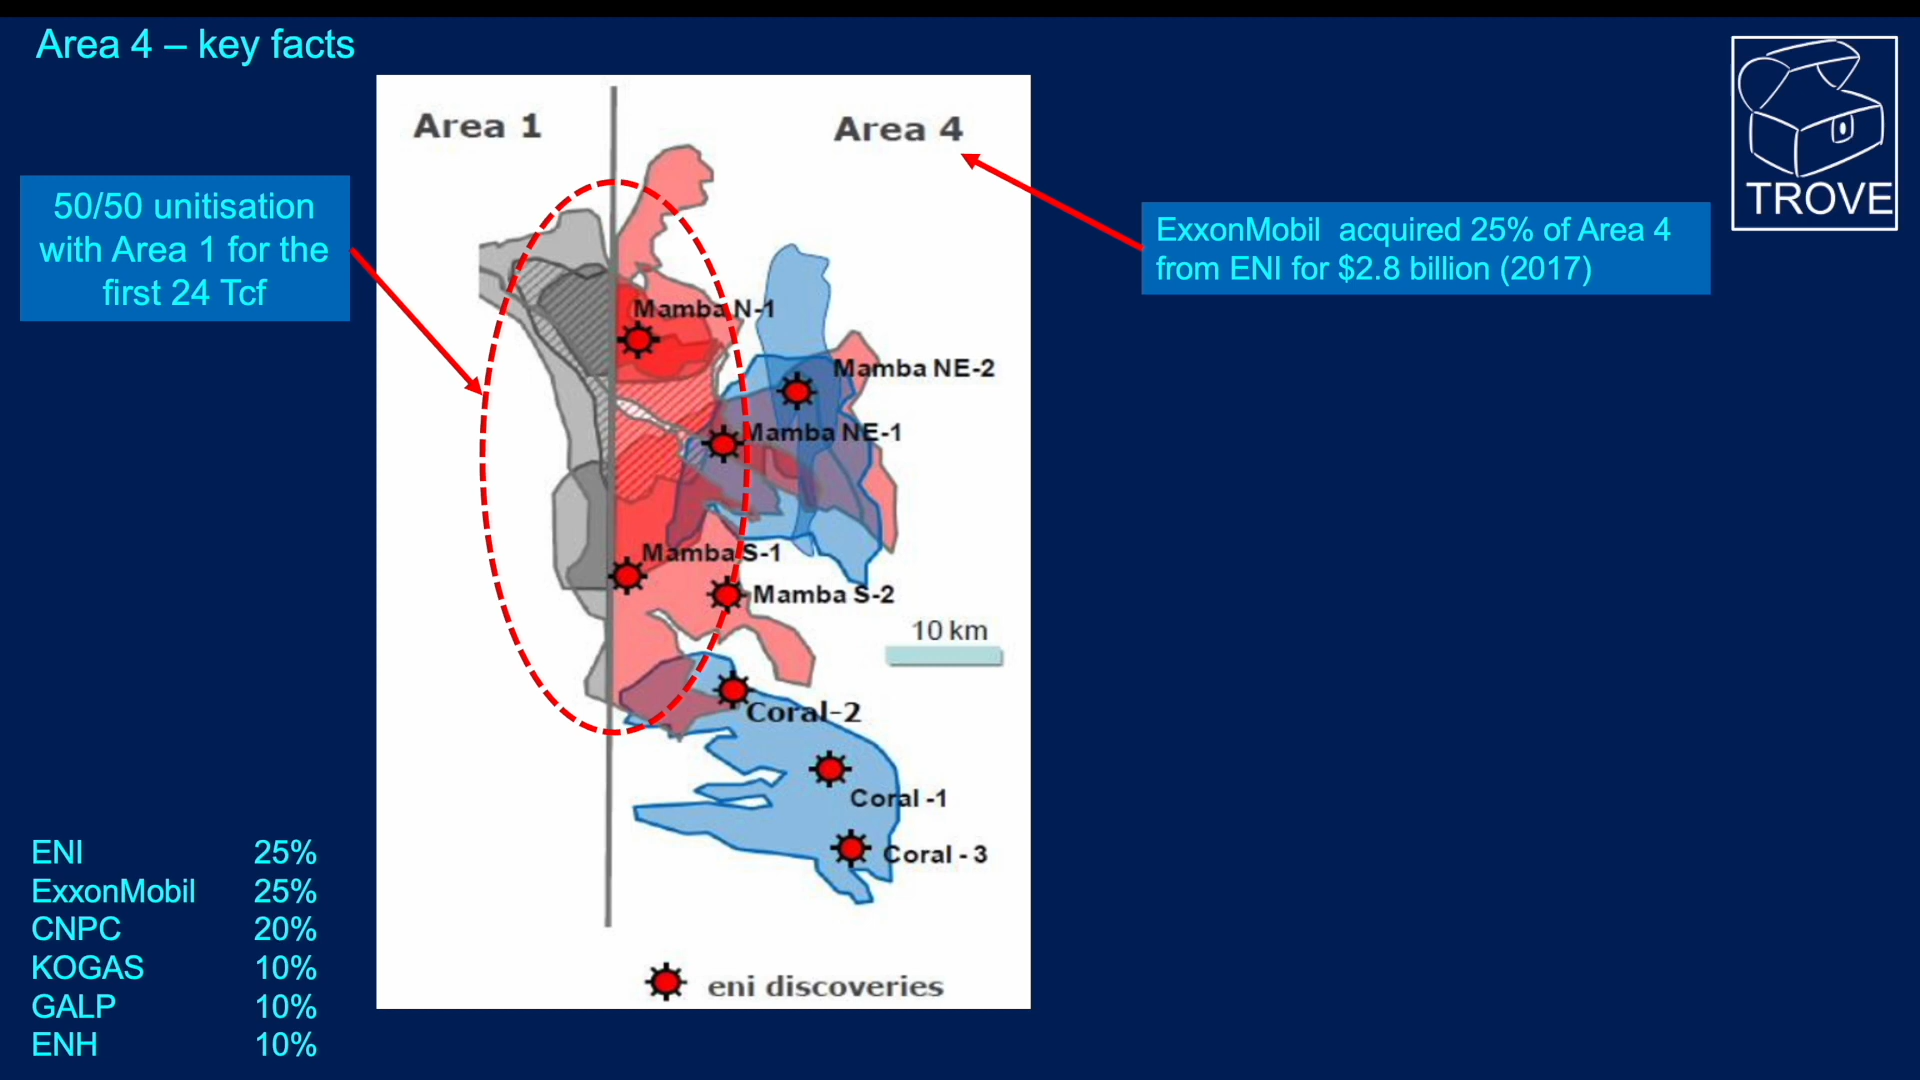 Area 4 – key facts
TROVE
Area 1
Area 4
50/50 unitisation
with Area 1 for the
first 24 Tcf
ExxonMobil  acquired 25% of Area 4
from ENI for $2.8 billion (2017)
Mamba N-1
Mamba NE-2
Mamba NE-1
Mamba S-1
Mamba S-2
10 km
Coral-2
Coral -1
Coral - 3
eni discoveries
ENI 25%
ExxonMobil 25%
CNPC 20%
KOGAS 10%
GALP 10%
ENH 10%